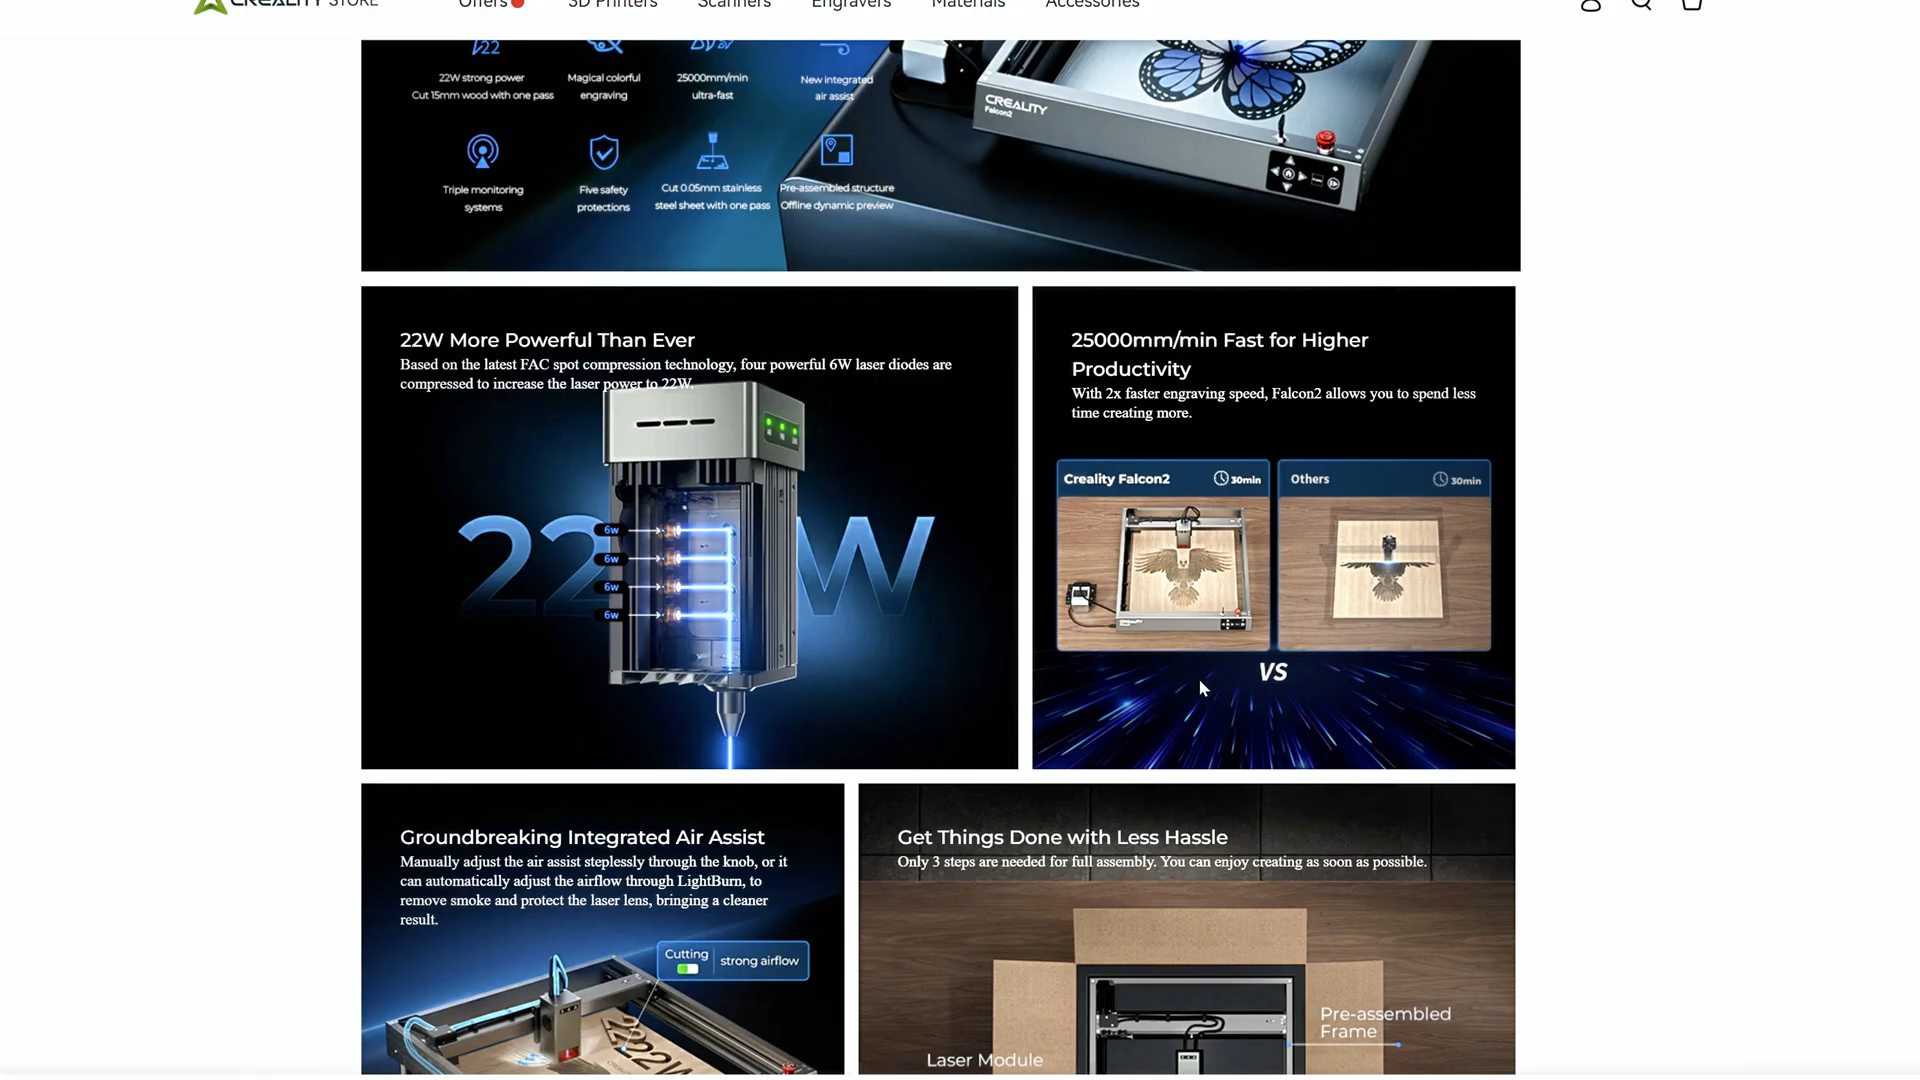 CREALITY STORE
Offers
3D Printers
Scanners
Engravers
Materials
Accessories
22
22W strong power
Cut 15mm wood with one pass
Magical colorful
engraving
25000mm/min
ultra-fast
New integrated
air assist
Triple monitoring
systems
Five safety
protections
Cut 0.05mm stainless
steel sheet with one pass
Pre-assembled structure
Offline dynamic preview
CREALITY
Falcon2
22W More Powerful Than Ever
Based on the latest FAC spot compression technology, four powerful 6W laser diodes are
compressed to increase the laser power to 22W.
22W
6w
6w
6w
6w
25000mm/min Fast for Higher
Productivity
With 2x faster engraving speed, Falcon2 allows you to spend less
time creating more.
Creality Falcon2
30min
Others
30min
CREALITY
VS
Groundbreaking Integrated Air Assist
Manually adjust the air assist steplessly through the knob, or it
can automatically adjust the airflow through LightBurn, to
remove smoke and protect the laser lens, bringing a cleaner
result.
Cutting
strong airflow
22W
Get Things Done with Less Hassle
Only 3 steps are needed for full assembly. You can enjoy creating as soon as possible.
Pre-assembled
Frame
Laser Module